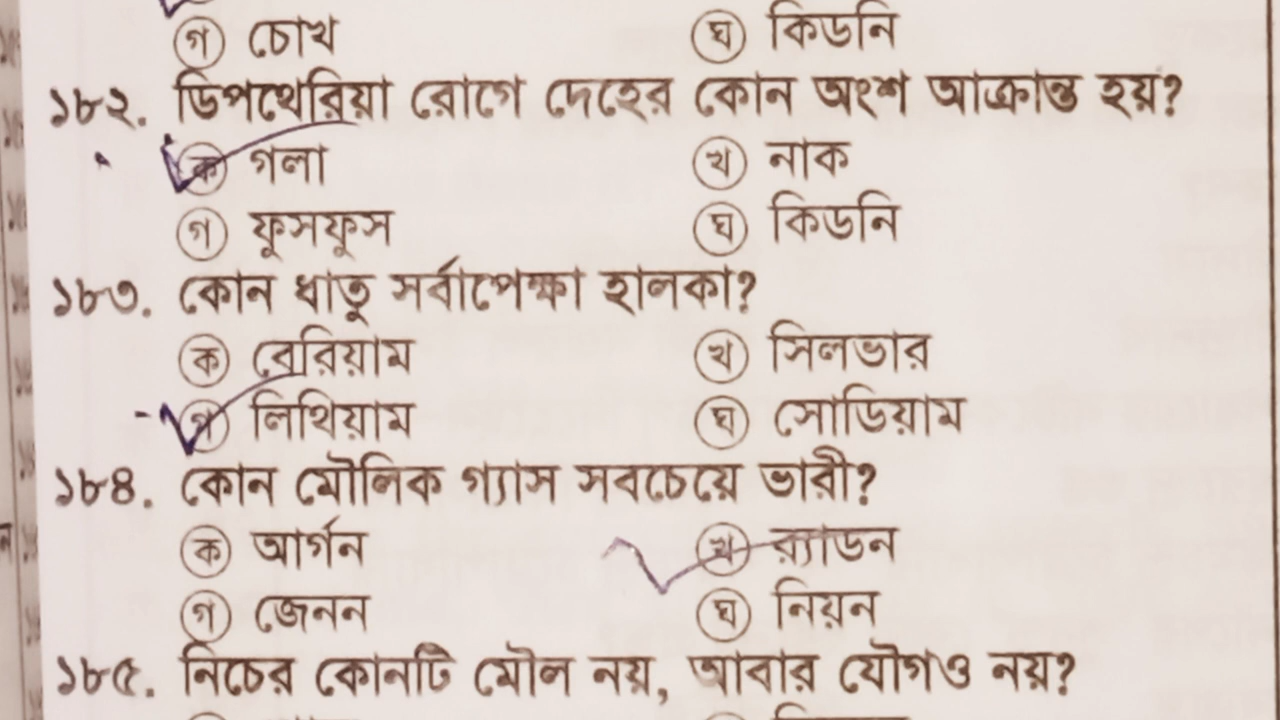 গ চোখ ঘ কিডনি
১৮২. ডিপথেরিয়া রোগে দেহের কোন অংশ আক্রান্ত হয়?
ক গলা খ নাক
গ ফুসফুস ঘ কিডনি
১৮৩. কোন ধাতু সর্বাপেক্ষা হালকা?
ক বেরিয়াম খ সিলভার
গ লিথিয়াম ঘ সোডিয়াম
১৮৪. কোন মৌলিক গ্যাস সবচেয়ে ভারী?
ক আর্গন খ র‍্যাডন
গ জেনন ঘ নিয়ন
১৮৫. নিচের কোনটি মৌল নয়, আবার যৌগও নয়?